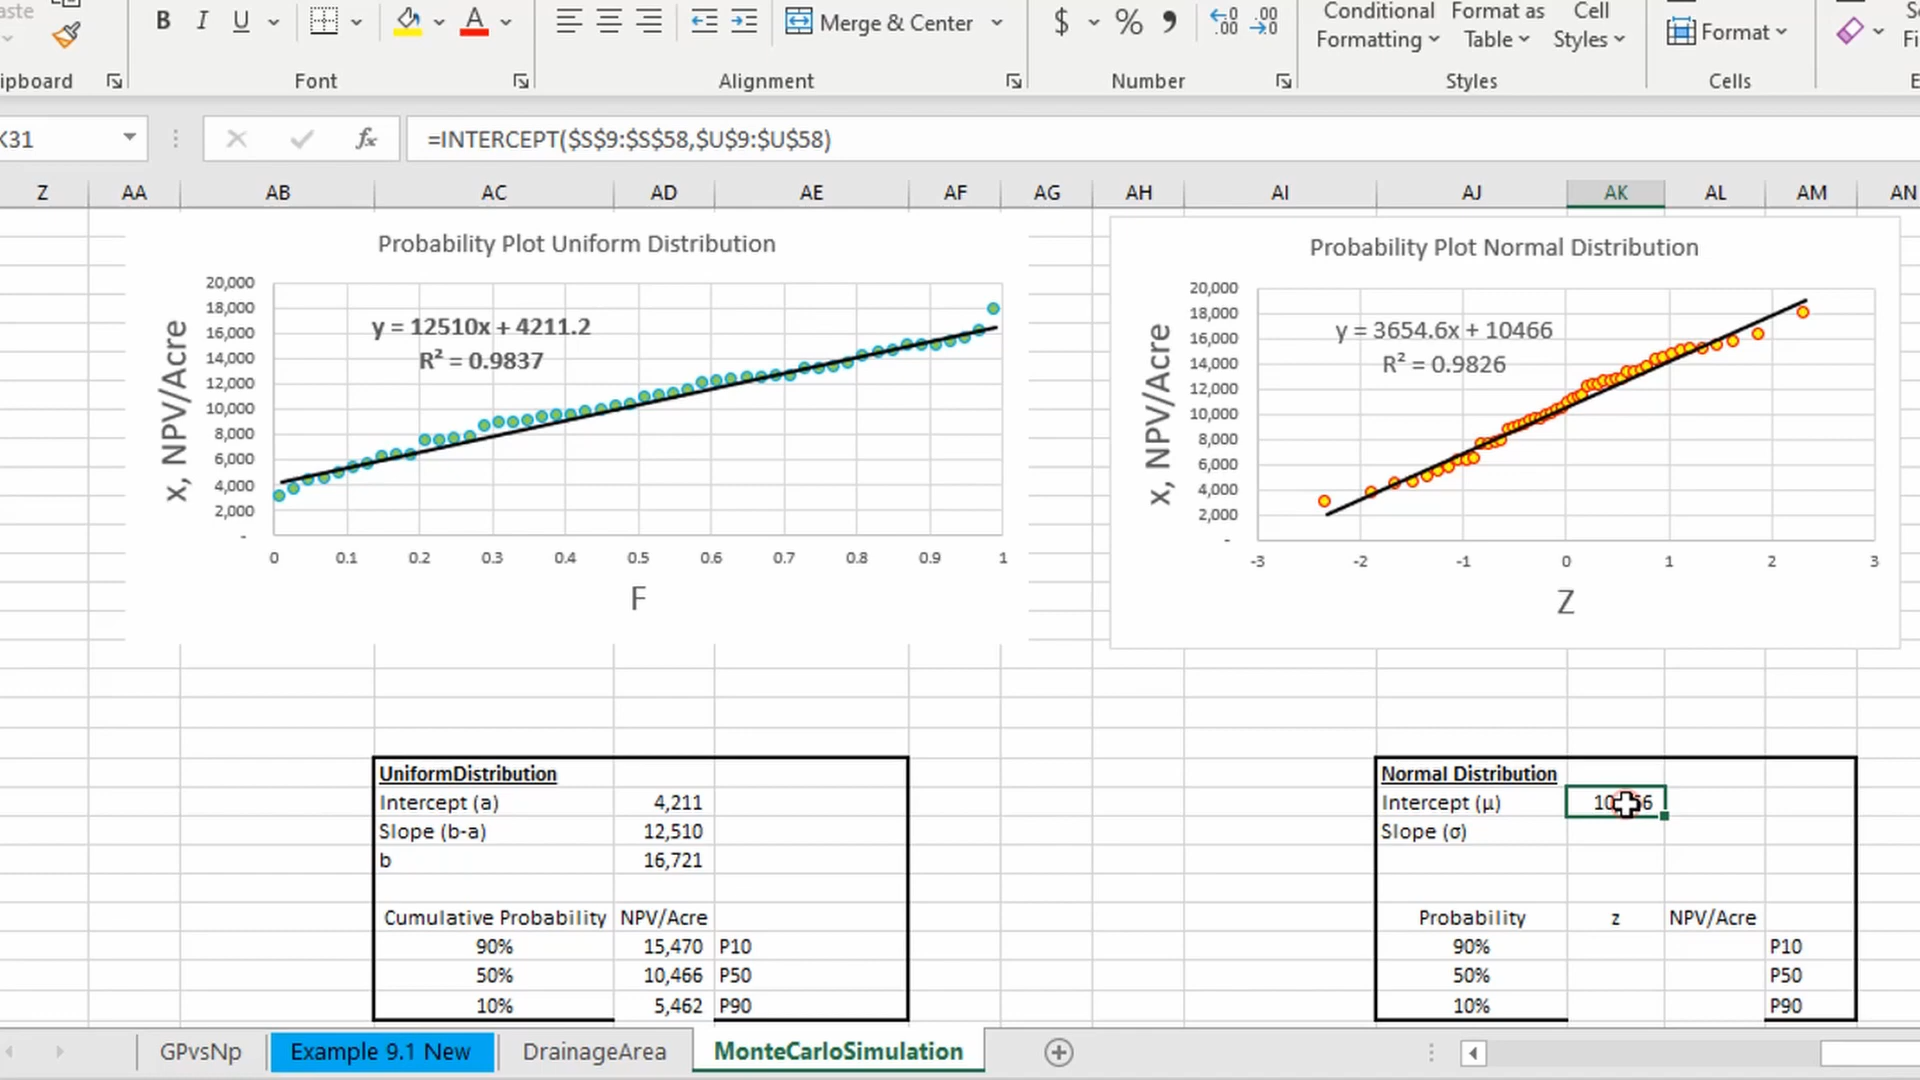 B I U
Merge & Center
$ % ,
Conditional Formatting
Format as Table
Cell Styles
Format
Font
Alignment
Number
Styles
Cells
fx
=INTERCEPT($S$9:$S$58,$U$9:$U$58)
Z AA AB AC AD AE AF AG AH AI AJ AK AL AM AN
Probability Plot Uniform Distribution
20,000
18,000
16,000
14,000
12,000
10,000
8,000
6,000
4,000
2,000
-
x, NPV/Acre
y = 12510x + 4211.2
R² = 0.9837
0 0.1 0.2 0.3 0.4 0.5 0.6 0.7 0.8 0.9 1
F
Probability Plot Normal Distribution
20,000
18,000
16,000
14,000
12,000
10,000
8,000
6,000
4,000
2,000
-
x, NPV/Acre
y = 3654.6x + 10466
R² = 0.9826
-3 -2 -1 0 1 2 3
Z
UniformDistribution
Intercept (a) 4,211
Slope (b-a) 12,510
b 16,721
Cumulative Probability NPV/Acre
90% 15,470 P10
50% 10,466 P50
10% 5,462 P90
Normal Distribution
Intercept (μ)
Slope (σ)
Probability z NPV/Acre
90% P10
50% P50
10% P90
GPvsNp
Example 9.1 New
DrainageArea
MonteCarloSimulation